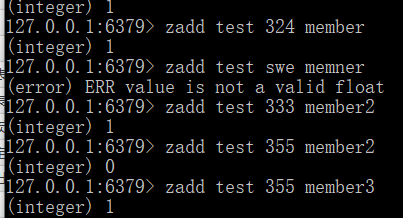 (integer) 1
127.0.0.1:6379> zadd test 324 member
(integer) 1
127.0.0.1:6379> zadd test swe memner
(error) ERR value is not a valid float
127.0.0.1:6379> zadd test 333 member2
(integer) 1
127.0.0.1:6379> zadd test 355 member2
(integer) 0
127.0.0.1:6379> zadd test 355 member3
(integer) 1